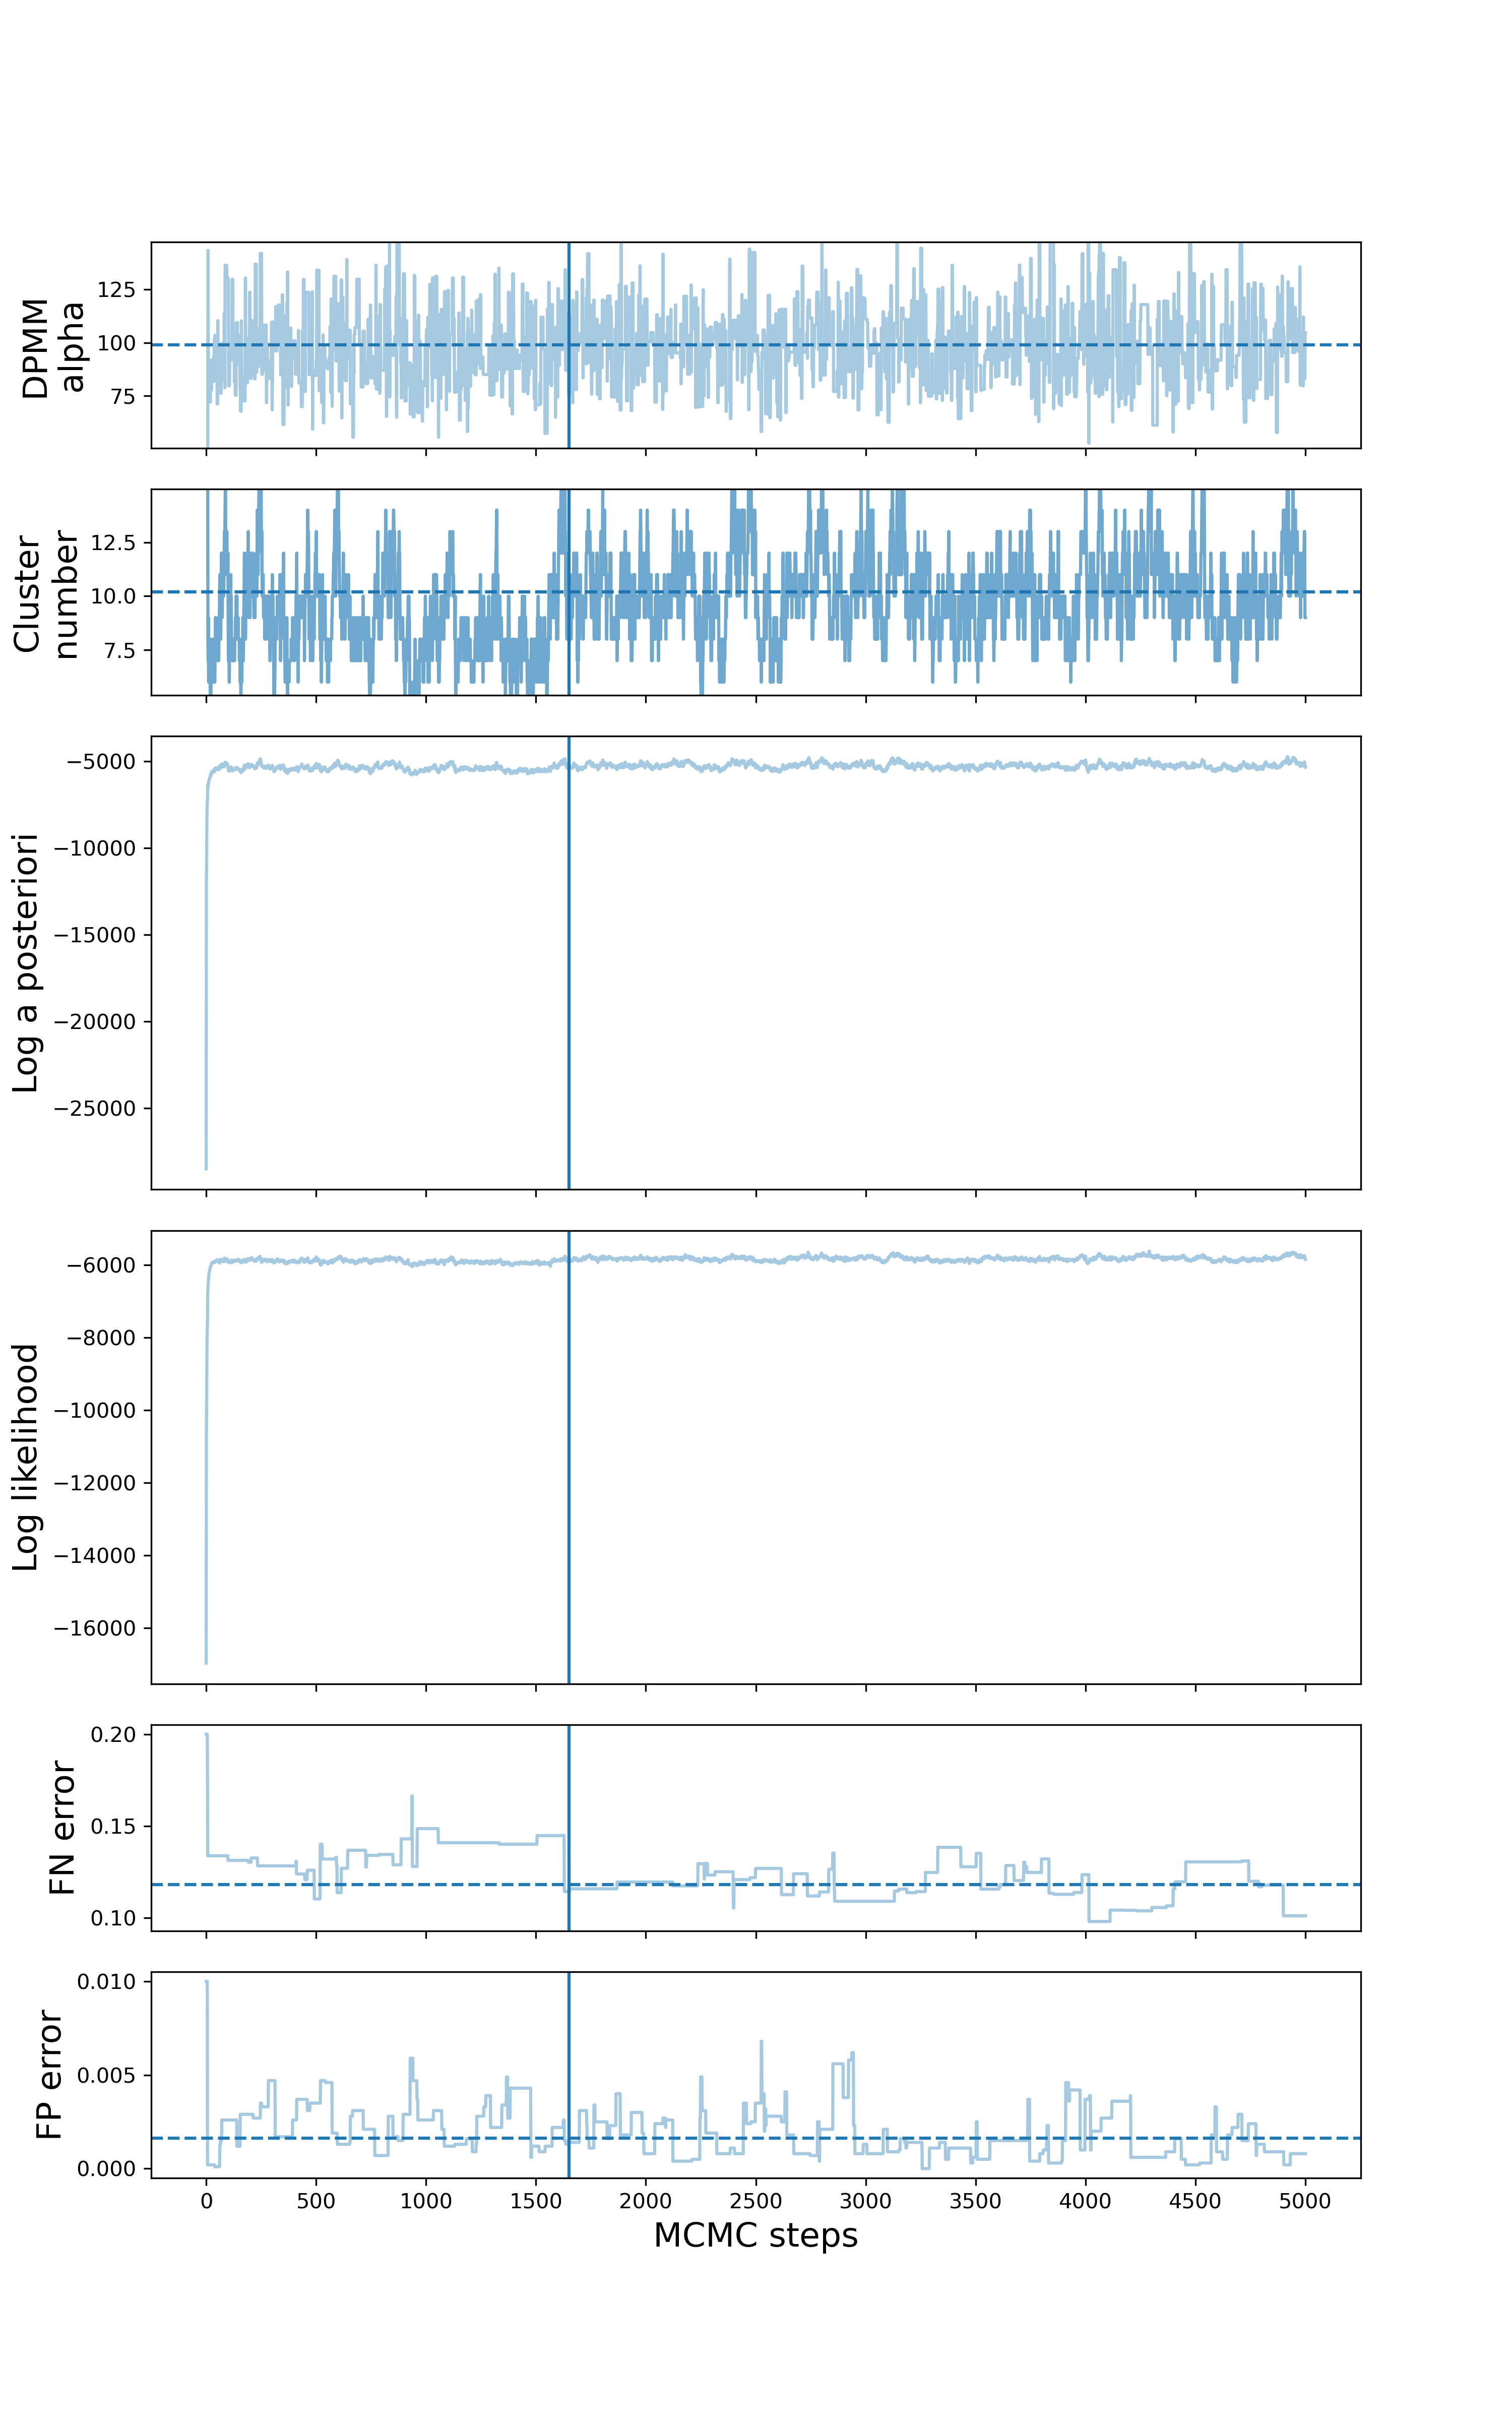 DPMM
alpha
125
100
75
Cluster
number
12.5
10.0
7.5
Log a posteriori
−5000
−10000
−15000
−20000
−25000
Log likelihood
−6000
−8000
−10000
−12000
−14000
−16000
FN error
0.20
0.15
0.10
FP error
0.010
0.005
0.000
0 500 1000 1500 2000 2500 3000 3500 4000 4500 5000
MCMC steps